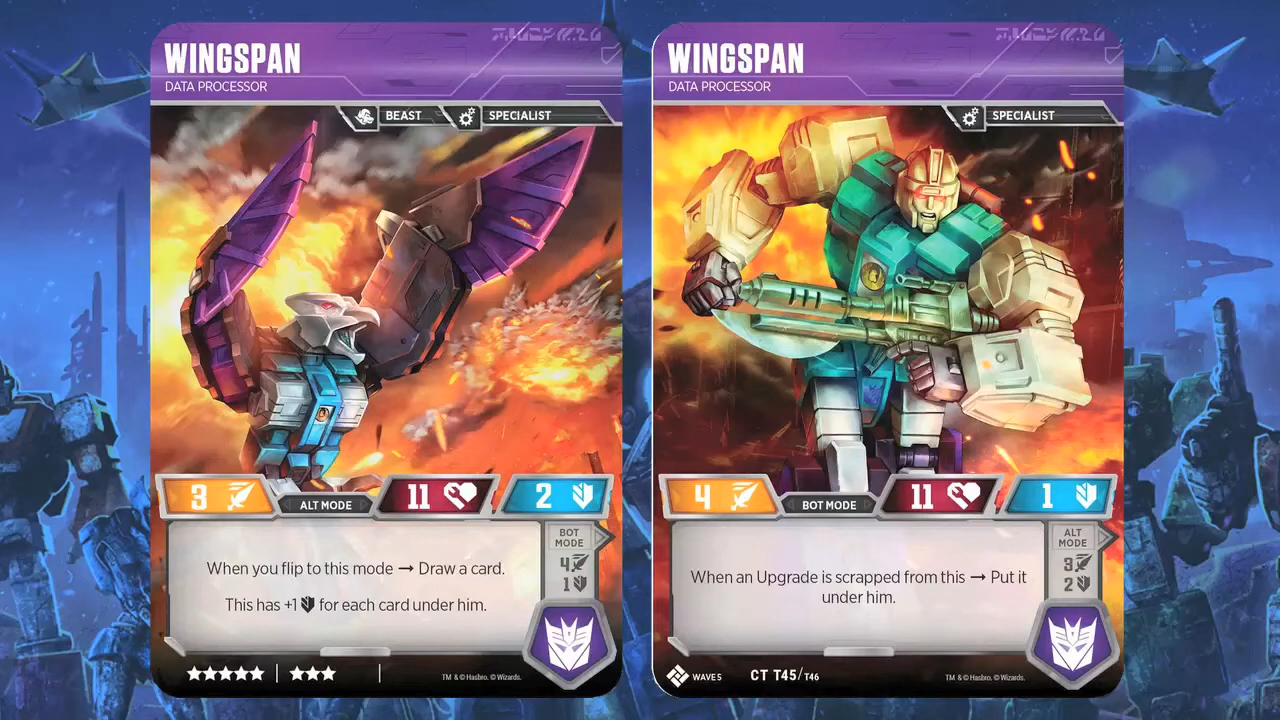 WINGSPAN
DATA PROCESSOR
BEAST
SPECIALIST
3
ALT MODE
11
2
When you flip to this mode → Draw a card.
This has +1 for each card under him.
BOT
MODE
4
1
TM & © Hasbro. © Wizards.
WINGSPAN
DATA PROCESSOR
SPECIALIST
4
BOT MODE
11
1
When an Upgrade is scrapped from this → Put it
under him.
ALT
MODE
3
2
WAVE 5
CT T45/T46
TM & © Hasbro. © Wizards.